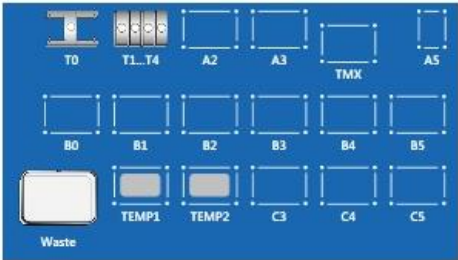 T0 T1...T4 A2 A3 TMX A5
B0 B1 B2 B3 B4 B5
TEMP1 TEMP2 C3 C4 C5
Waste